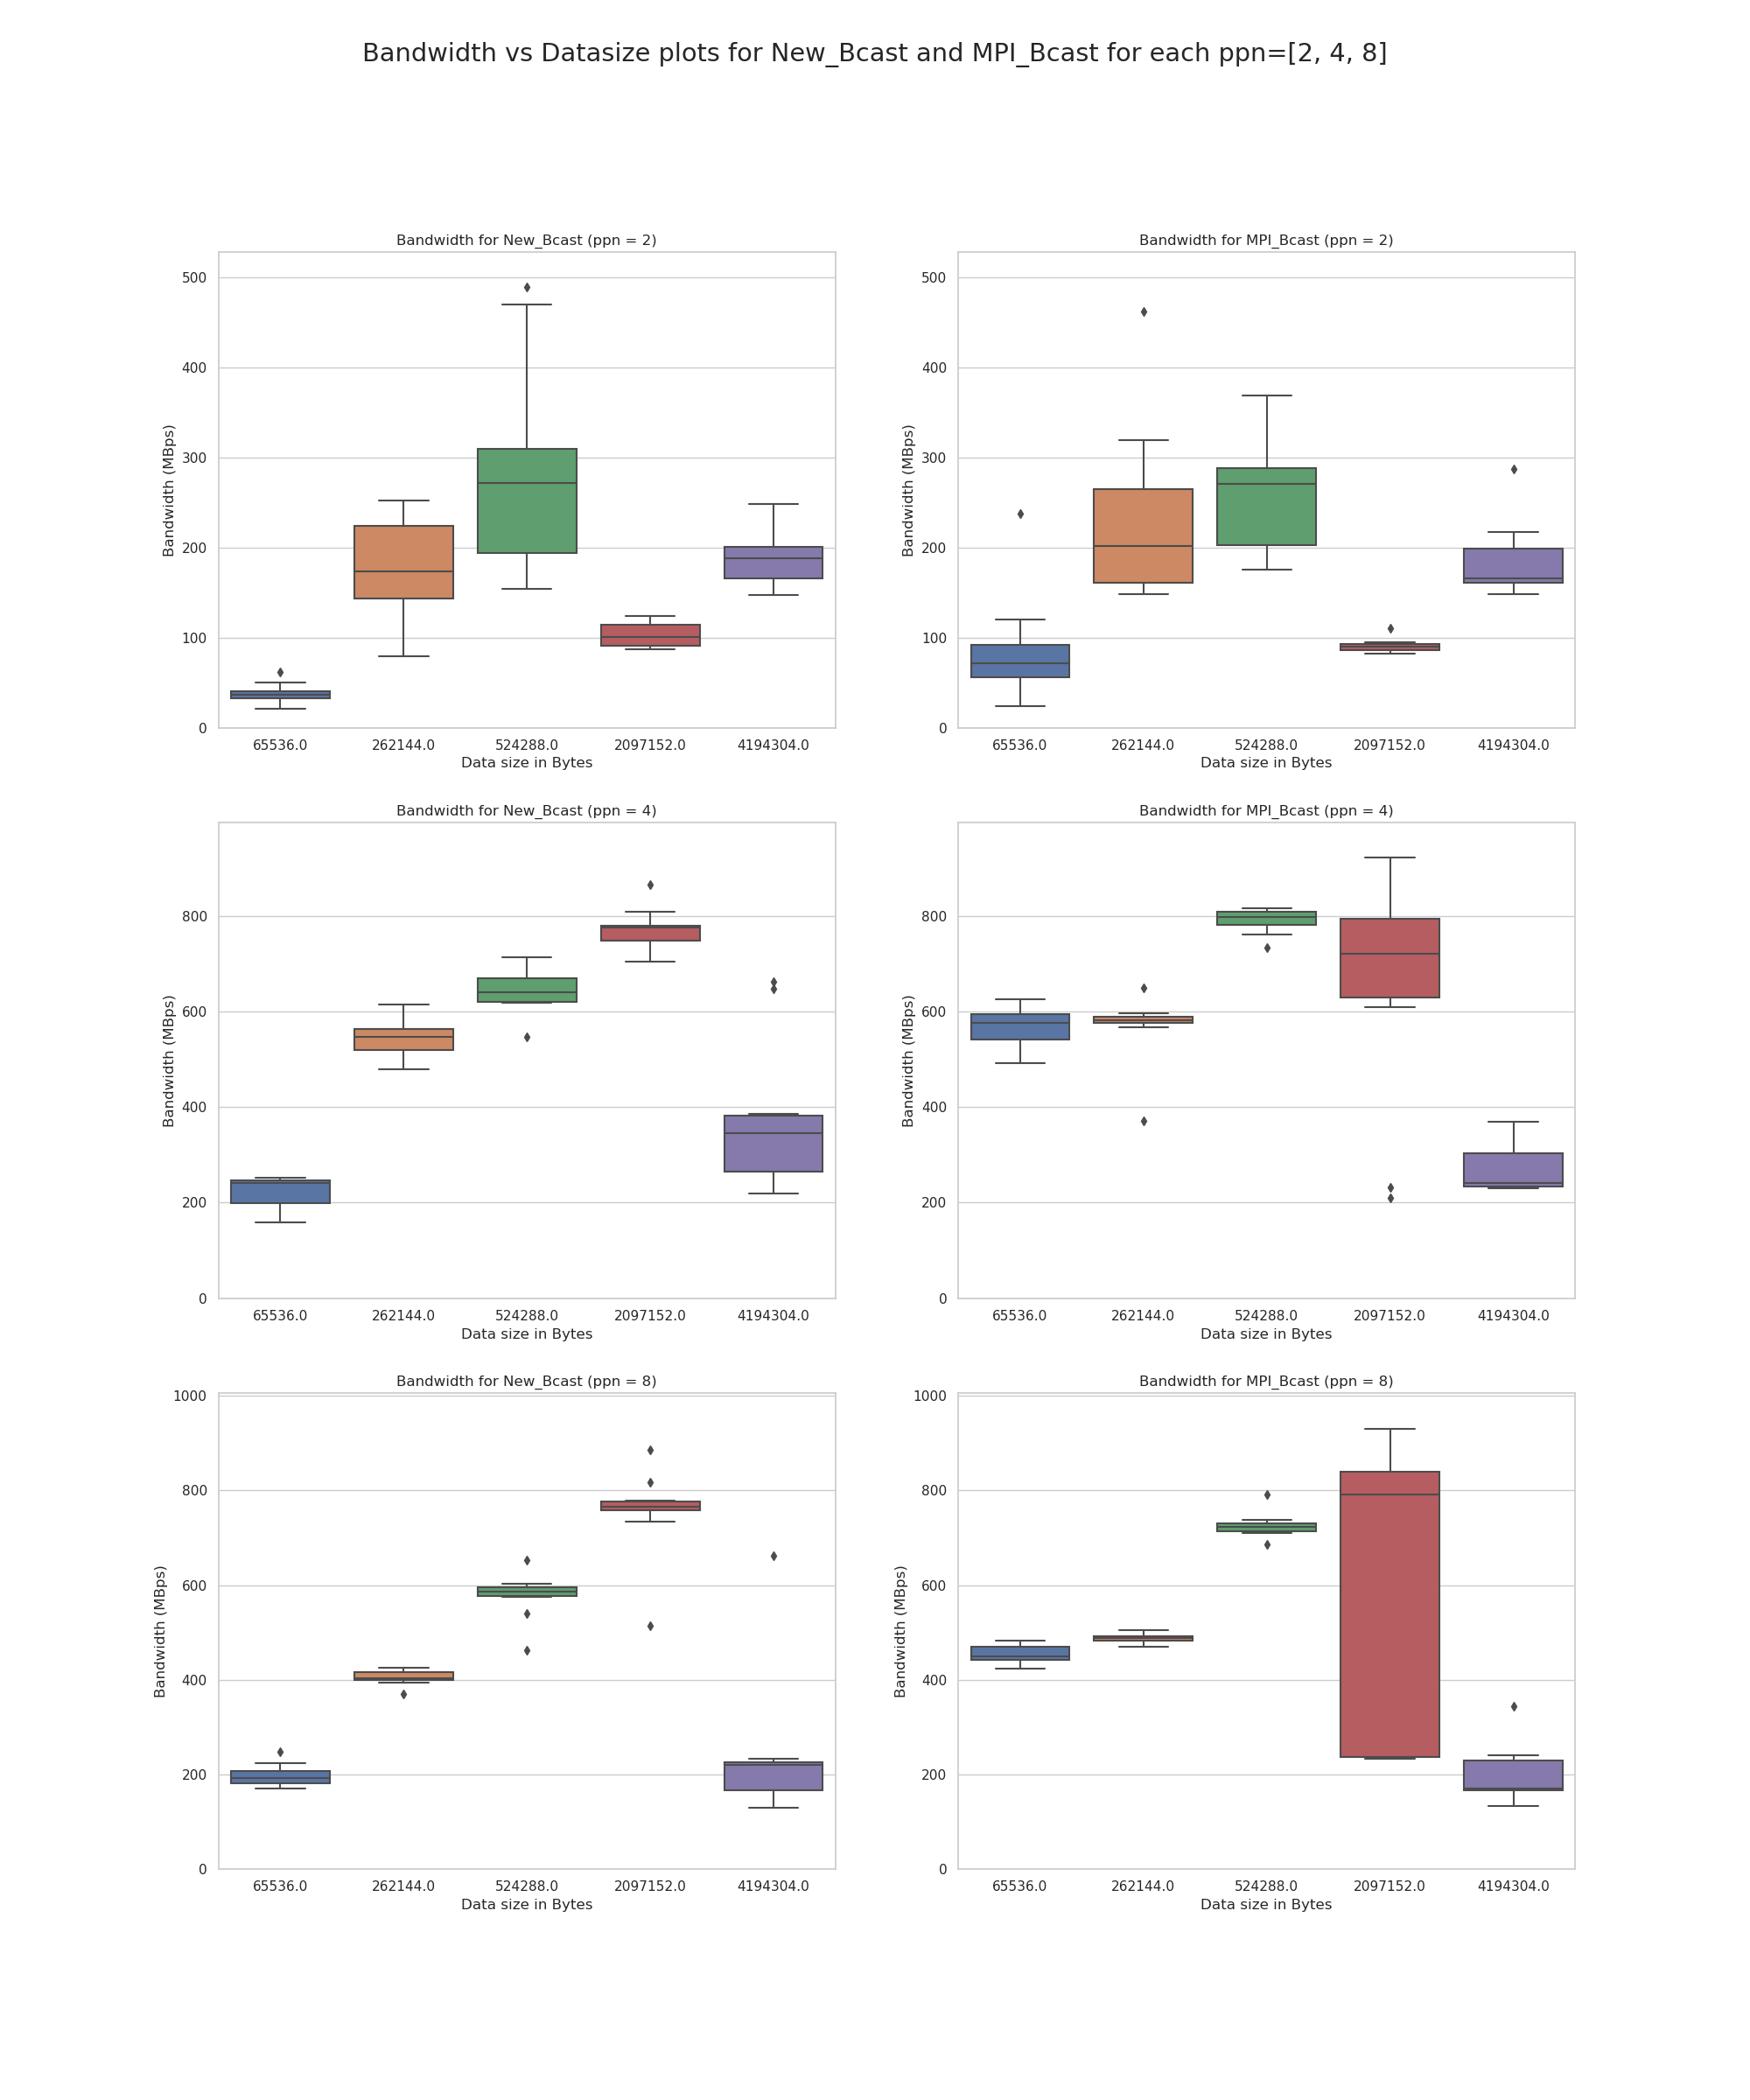 Bandwidth vs Datasize plots for New_Bcast and MPI_Bcast for each ppn=[2, 4, 8]
Bandwidth for New_Bcast (ppn = 2)
500
400
300
200
100
0
Bandwidth (MBps)
65536.0 262144.0 524288.0 2097152.0 4194304.0
Data size in Bytes
Bandwidth for MPI_Bcast (ppn = 2)
500
400
300
200
100
0
Bandwidth (MBps)
65536.0 262144.0 524288.0 2097152.0 4194304.0
Data size in Bytes
Bandwidth for New_Bcast (ppn = 4)
800
600
400
200
0
Bandwidth (MBps)
65536.0 262144.0 524288.0 2097152.0 4194304.0
Data size in Bytes
Bandwidth for MPI_Bcast (ppn = 4)
800
600
400
200
0
Bandwidth (MBps)
65536.0 262144.0 524288.0 2097152.0 4194304.0
Data size in Bytes
Bandwidth for New_Bcast (ppn = 8)
1000
800
600
400
200
0
Bandwidth (MBps)
65536.0 262144.0 524288.0 2097152.0 4194304.0
Data size in Bytes
Bandwidth for MPI_Bcast (ppn = 8)
1000
800
600
400
200
0
Bandwidth (MBps)
65536.0 262144.0 524288.0 2097152.0 4194304.0
Data size in Bytes